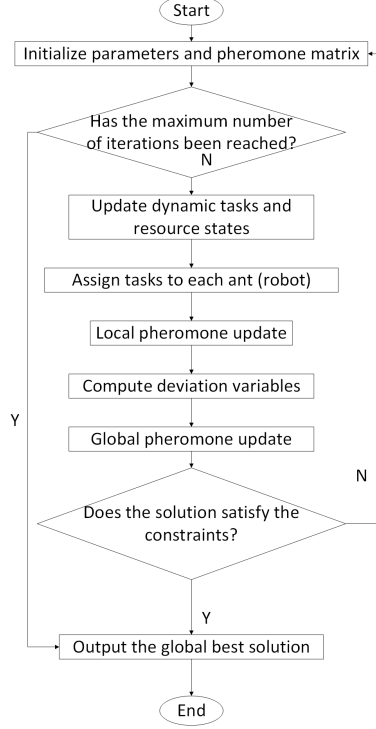 Start
Initialize parameters and pheromone matrix
Has the maximum number
of iterations been reached?
N
Update dynamic tasks and
resource states
Assign tasks to each ant (robot)
Local pheromone update
Compute deviation variables
Y
Global pheromone update
N
Does the solution satisfy the
constraints?
Y
Output the global best solution
End